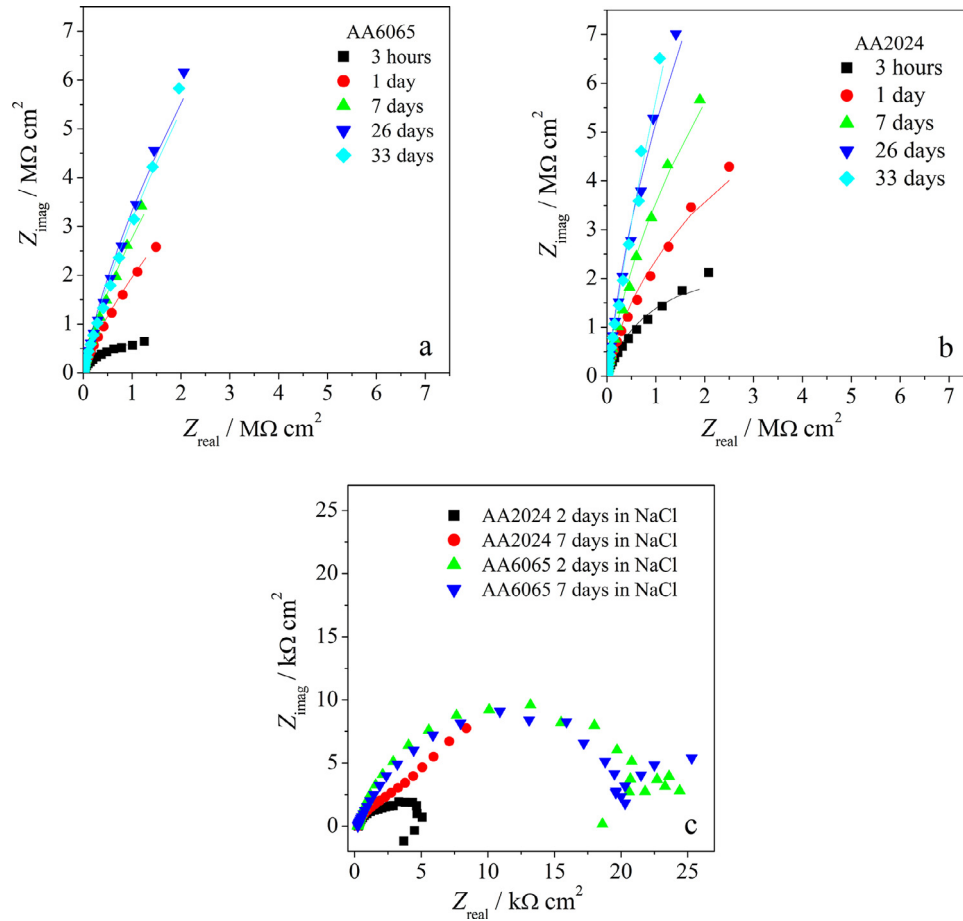 AA6065
3 hours
1 day
7 days
26 days
33 days
7
6
5
4
3
2
1
0
Z_imag / MΩ cm²
0 1 2 3 4 5 6 7
Z_real / MΩ cm²
a
AA2024
3 hours
1 day
7 days
26 days
33 days
7
6
5
4
3
2
1
0
Z_imag / MΩ cm²
0 1 2 3 4 5 6 7
Z_real / MΩ cm²
b
AA2024 2 days in NaCl
AA2024 7 days in NaCl
AA6065 2 days in NaCl
AA6065 7 days in NaCl
25
20
15
10
5
0
Z_imag / kΩ cm²
0 5 10 15 20 25
Z_real / kΩ cm²
c